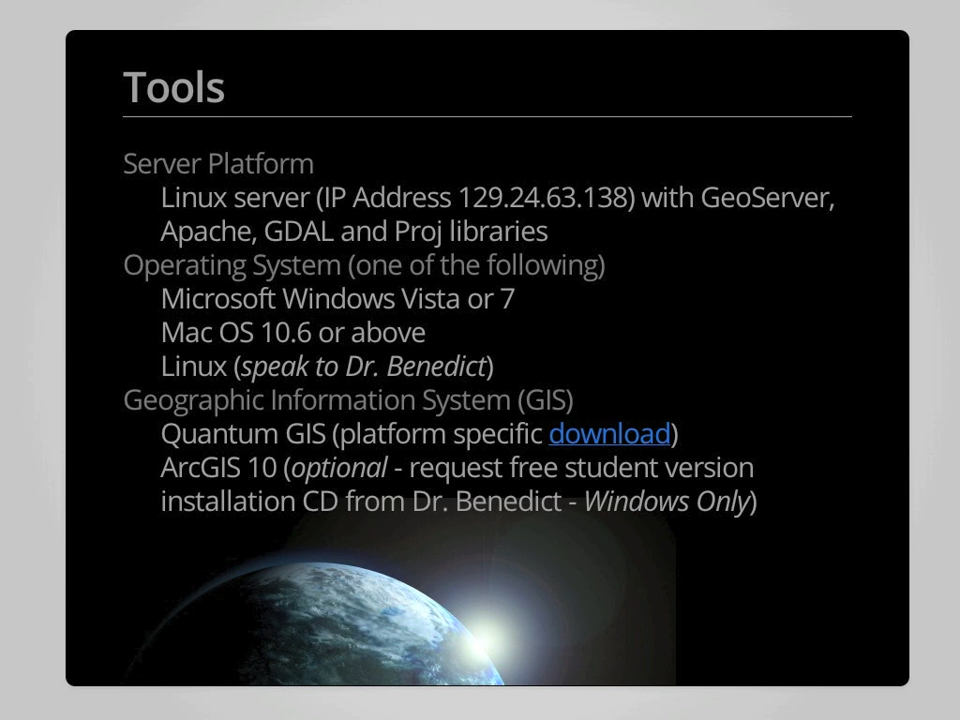 Tools
Server Platform
Linux server (IP Address 129.24.63.138) with GeoServer,
Apache, GDAL and Proj libraries
Operating System (one of the following)
Microsoft Windows Vista or 7
Mac OS 10.6 or above
Linux (speak to Dr. Benedict)
Geographic Information System (GIS)
Quantum GIS (platform specific download)
ArcGIS 10 (optional - request free student version
installation CD from Dr. Benedict - Windows Only)